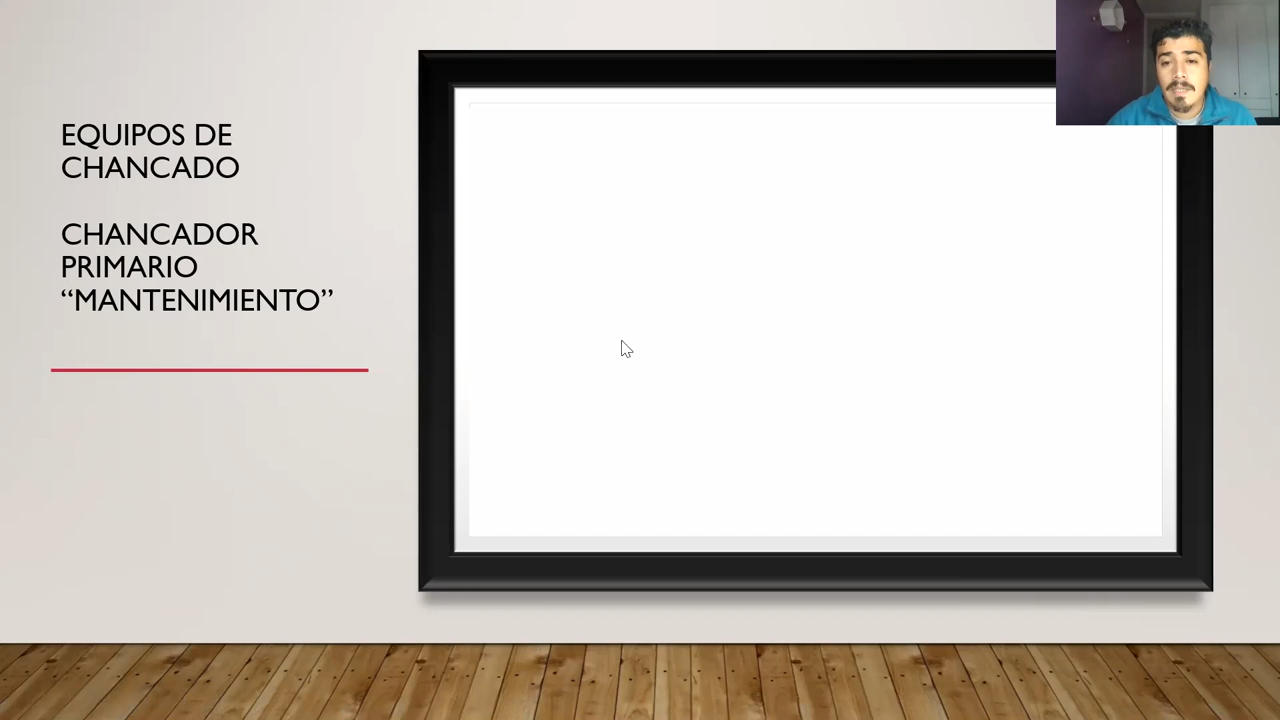 EQUIPOS DE
CHANCADO
CHANCADOR
PRIMARIO
“MANTENIMIENTO”